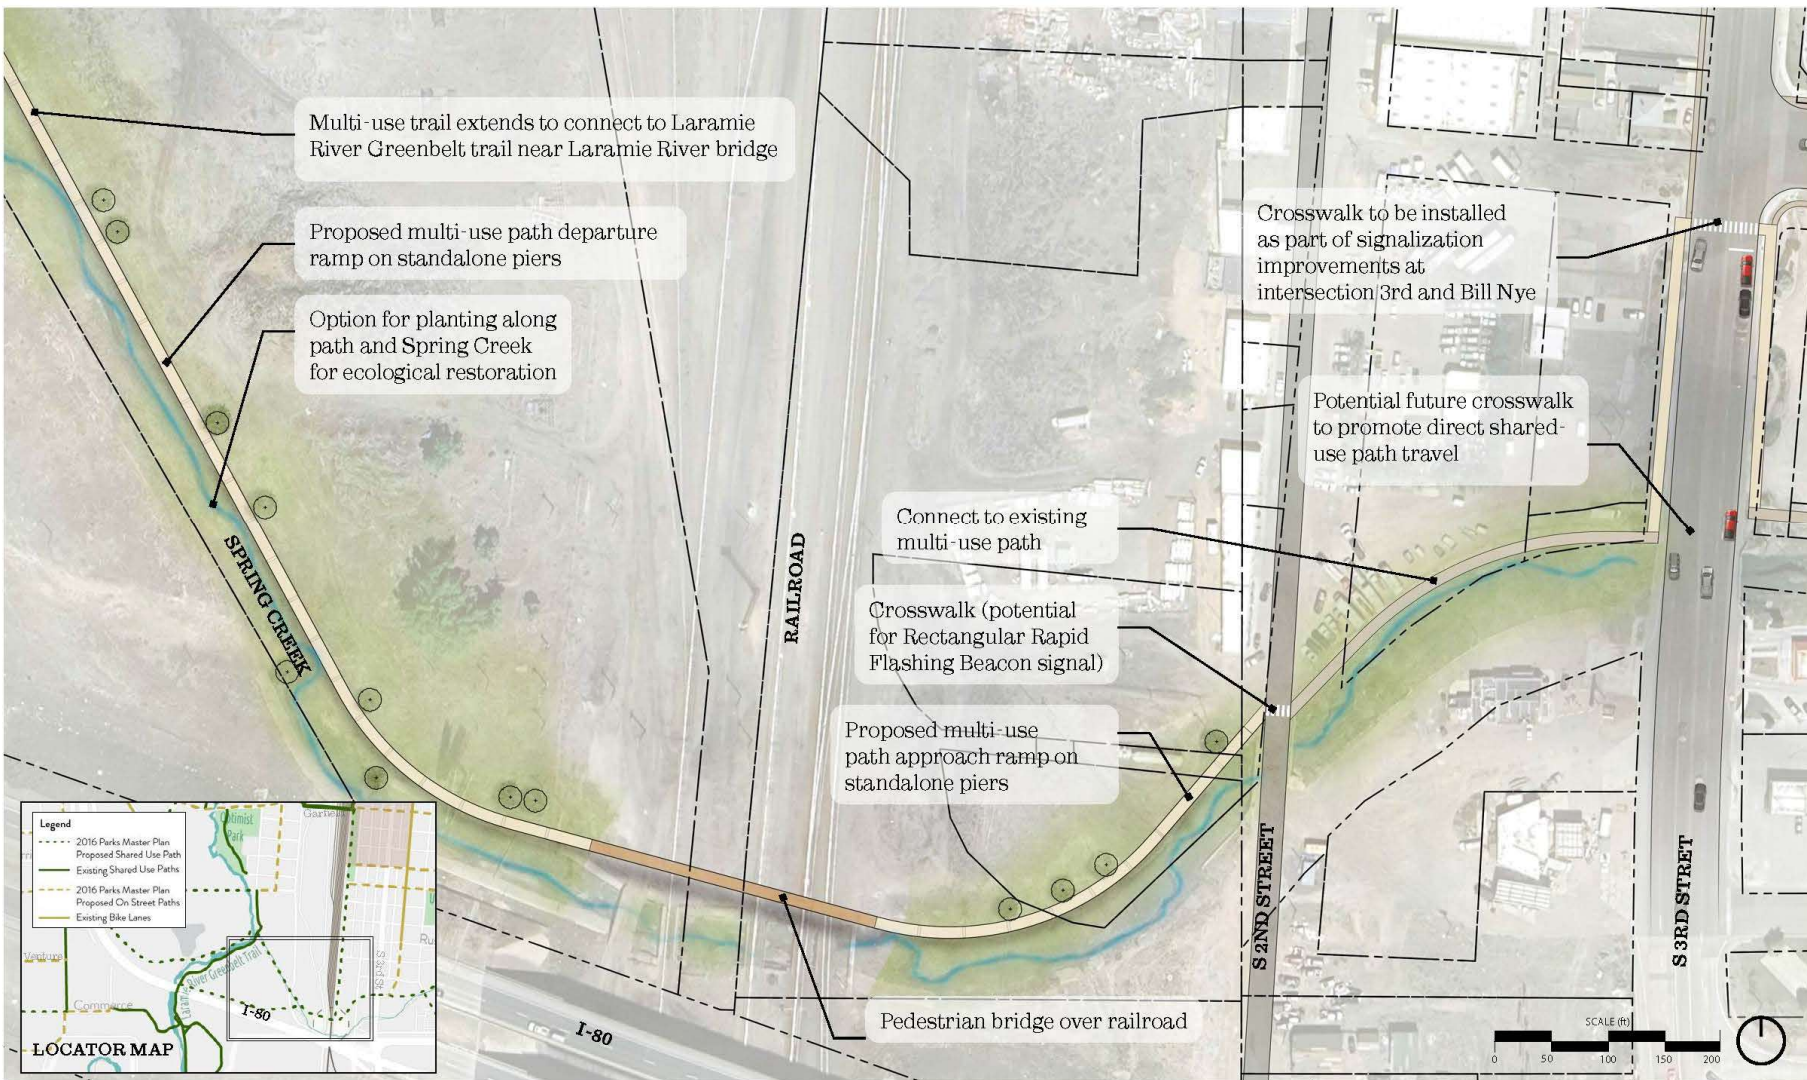 Multi-use trail extends to connect to Laramie
River Greenbelt trail near Laramie River bridge
Proposed multi-use path departure
ramp on standalone piers
Option for planting along
path and Spring Creek
for ecological restoration
SPRING CREEK
RAILROAD
Crosswalk to be installed
as part of signalization
improvements at
intersection 3rd and Bill Nye
Potential future crosswalk
to promote direct shared-
use path travel
Connect to existing
multi-use path
Crosswalk (potential
for Rectangular Rapid
Flashing Beacon signal)
Proposed multi-use
path approach ramp on
standalone piers
Pedestrian bridge over railroad
S 2ND STREET
S 3RD STRET
I-80
Legend
2016 Parks Master Plan
Proposed Shared Use Path
Existing Shared Use Paths
2016 Parks Master Plan
Proposed On Street Paths
Existing Bike Lanes
Optimist
Park
Venture
Commerce
River Greenbelt Trail
S 3rd St
Ru
I-80
LOCATOR MAP
SCALE (ft)
0 50 100 150 200